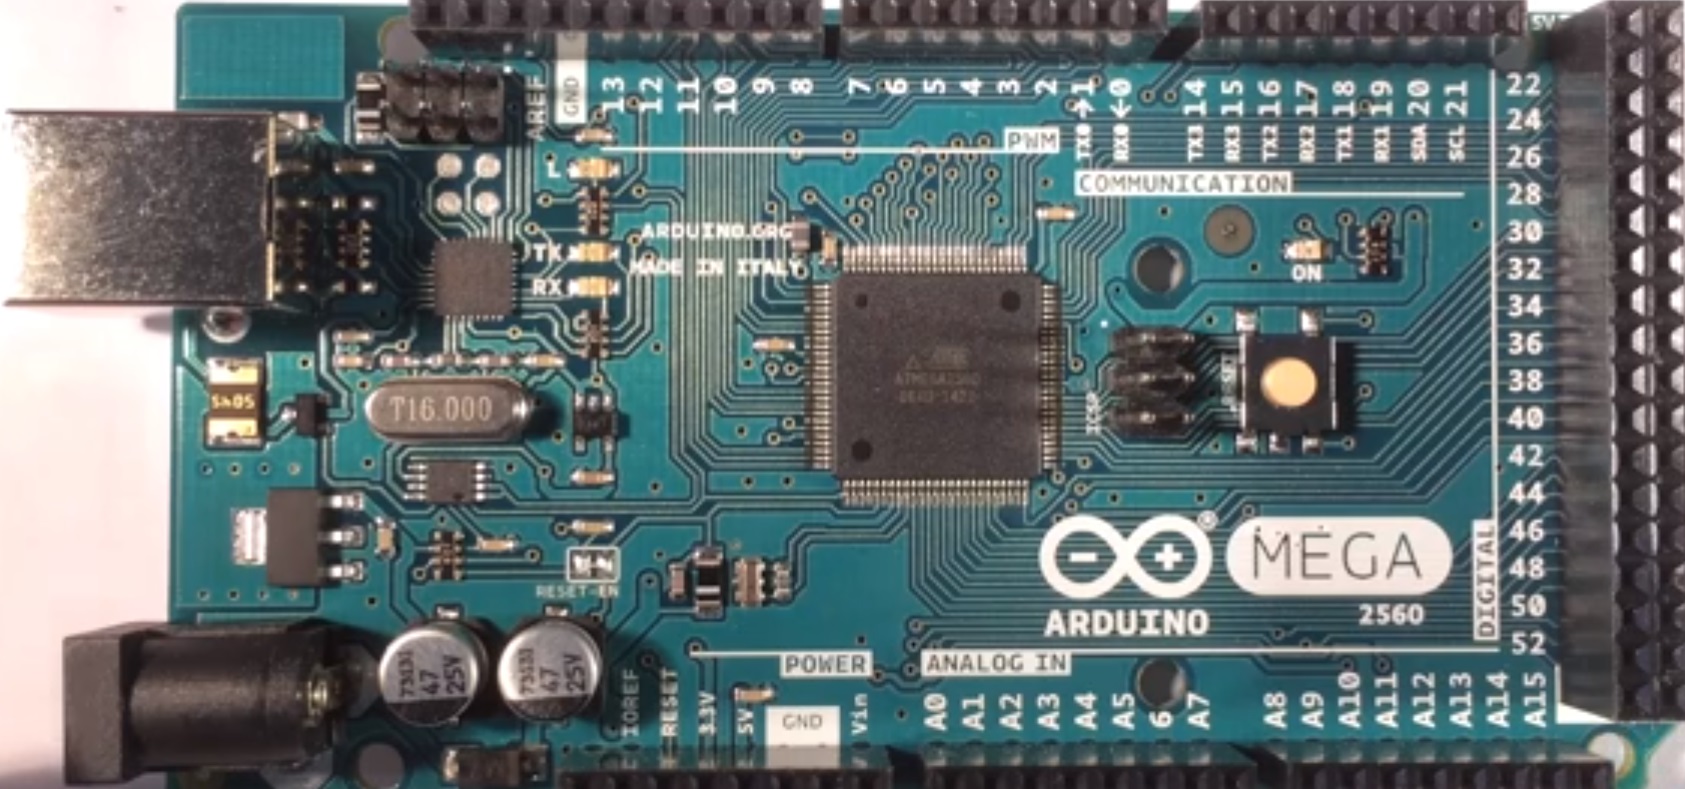 5V
AREF
GND
13
12
11
10
9
8
7
6
5
4
3
2
TX0→1
RX0←0
TX3 14
RX3 15
TX2 16
RX2 17
TX1 18
RX1 19
SDA 20
SCL 21
22
24
26
28
30
32
34
36
38
40
42
44
46
48
50
52
PWM
COMMUNICATION
L
TX
RX
ARDUINO.ORG
MADE IN ITALY
ON
T16.000
ICSP
RESET
RESET-EN
47
25V
47
25V
MEGA
2560
ARDUINO
®
DIGITAL
POWER
ANALOG IN
IOREF
RESET
3.3V
5V
GND
Vin
A0
A1
A2
A3
A4
A5
6
A7
A8
A9
A10
A11
A12
A13
A14
A15